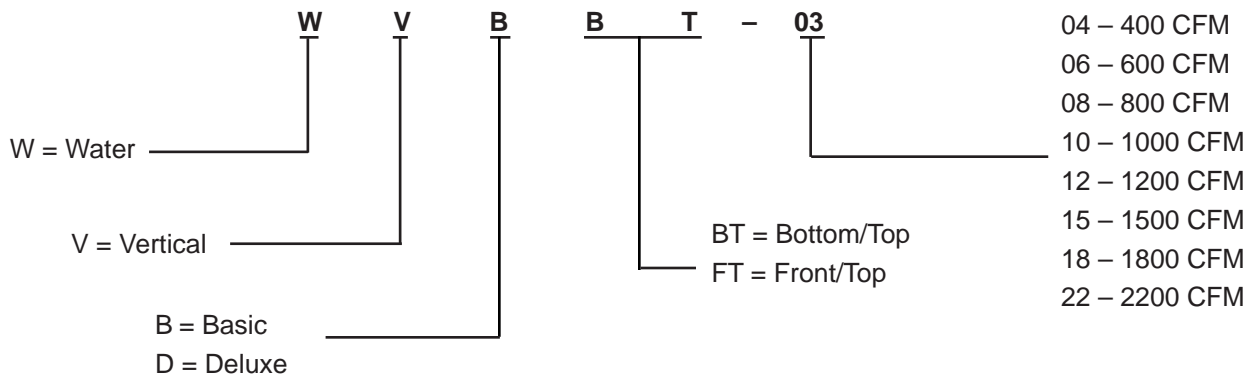 W V B B T – 03
04 – 400 CFM
06 – 600 CFM
08 – 800 CFM
10 – 1000 CFM
12 – 1200 CFM
15 – 1500 CFM
18 – 1800 CFM
22 – 2200 CFM
W = Water
V = Vertical
B = Basic
D = Deluxe
BT = Bottom/Top
FT = Front/Top